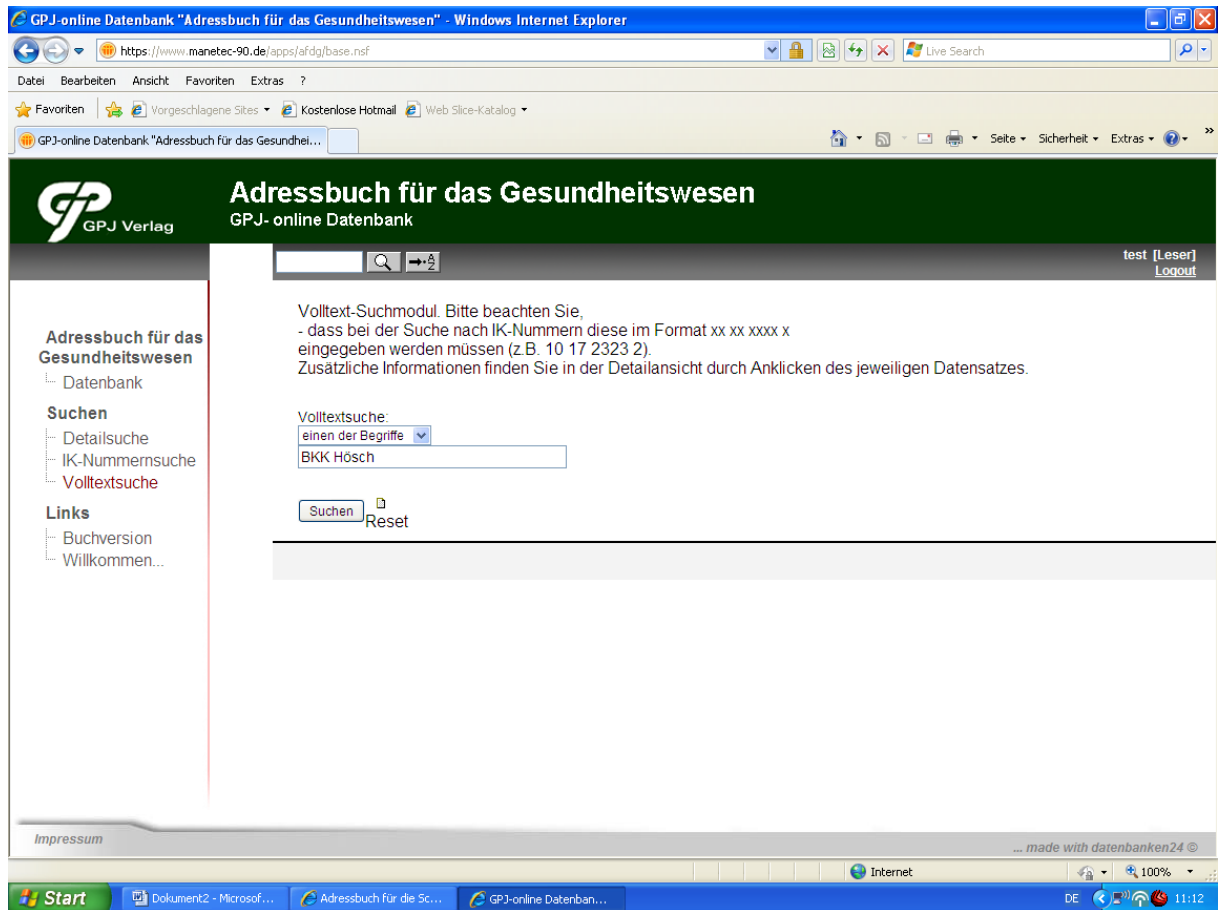 GPJ-online Datenbank "Adressbuch für das Gesundheitswesen" - Windows Internet Explorer
https://www.manetec-90.de/apps/afdg/base.nsf
Live Search
Datei Bearbeiten Ansicht Favoriten Extras ?
Favoriten Vorgeschlagene Sites Kostenlose Hotmail Web Slice-Katalog
GPJ-online Datenbank "Adressbuch für das Gesundhei... Seite Sicherheit Extras »
GPJ Verlag
Adressbuch für das Gesundheitswesen
GPJ- online Datenbank
test [Leser]
Logout
Adressbuch für das
Gesundheitswesen
Datenbank
Suchen
Detailsuche
IK-Nummernsuche
Volltextsuche
Links
Buchversion
Willkommen...
Volltext-Suchmodul. Bitte beachten Sie,
- dass bei der Suche nach IK-Nummern diese im Format xx xx xxxx x
eingegeben werden müssen (z.B. 10 17 2323 2).
Zusätzliche Informationen finden Sie in der Detailansicht durch Anklicken des jeweiligen Datensatzes.
Volltextsuche:
einen der Begriffe
BKK Hösch
Suchen Reset
Impressum
... made with datenbanken24 ©
Internet 100%
Start Dokument2 - Microsof... Adressbuch für die Sc... GPJ-online Datenban... DE 11:12